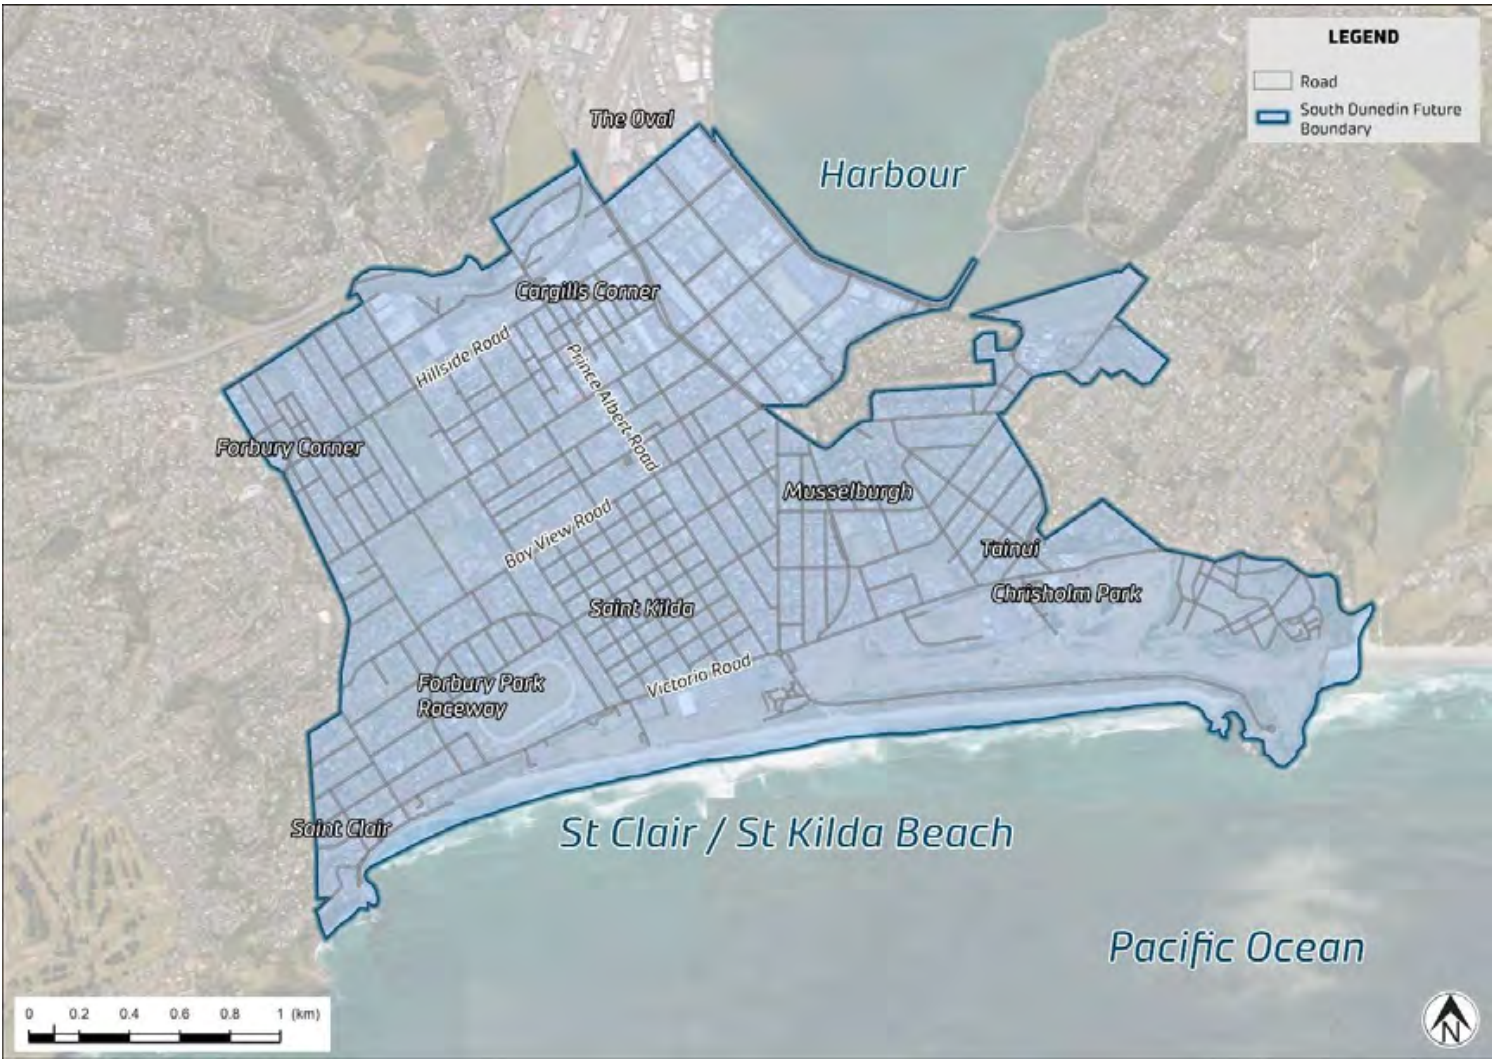 LEGEND
Road
South Dunedin Future
Boundary
The Oval
Harbour
Cargills Corner
Hillside Road
Prince Albert Road
Forbury Corner
Musselburgh
Bay View Road
Tainui
Chrisholm Park
Saint Kilda
Victoria Road
Forbury Park
Raceway
Saint Clair
St Clair / St Kilda Beach
Pacific Ocean
0 0.2 0.4 0.6 0.8 1 (km)
N